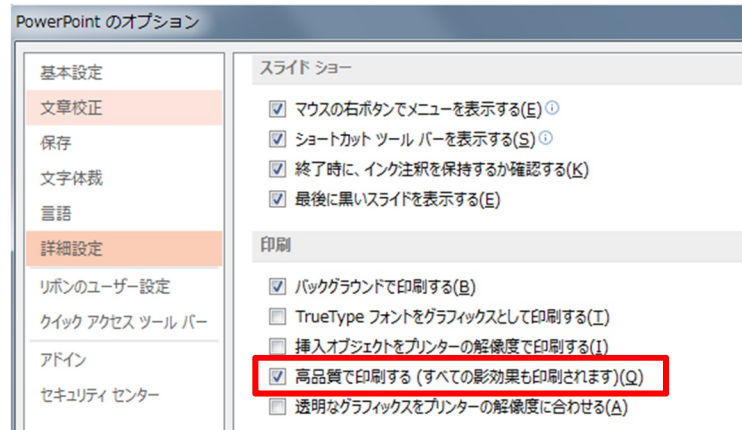 PowerPoint のオプション
基本設定
文章校正
保存
文字体裁
言語
詳細設定
リボンのユーザー設定
クイック アクセス ツール バー
アドイン
セキュリティ センター
スライド ショー
マウスの右ボタンでメニューを表示する(E)
ショートカット ツール バーを表示する(S)
終了時に、インク注釈を保持するか確認する(K)
最後に黒いスライドを表示する(E)
印刷
バックグラウンドで印刷する(B)
TrueType フォントをグラフィックスとして印刷する(T)
挿入オブジェクトをプリンターの解像度で印刷する(I)
高品質で印刷する (すべての影効果も印刷されます)(Q)
透明なグラフィックスをプリンターの解像度に合わせる(A)